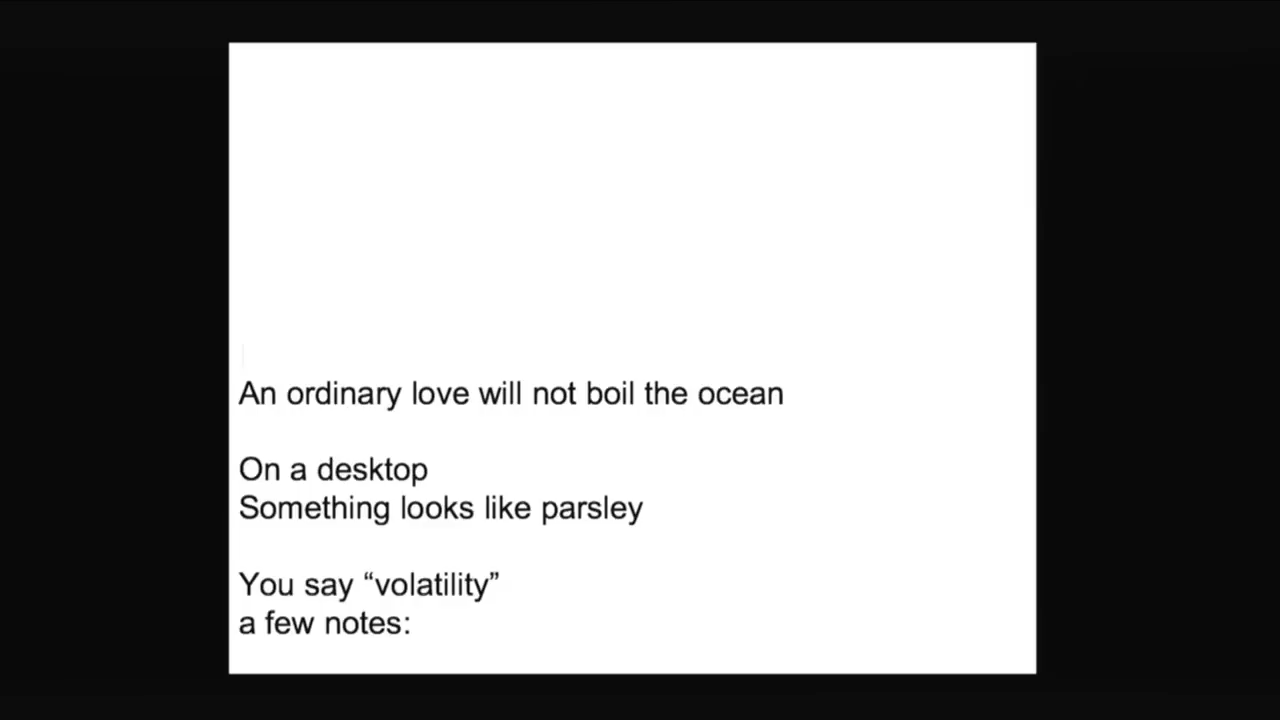 An ordinary love will not boil the ocean
On a desktop
Something looks like parsley
You say “volatility”
a few notes: